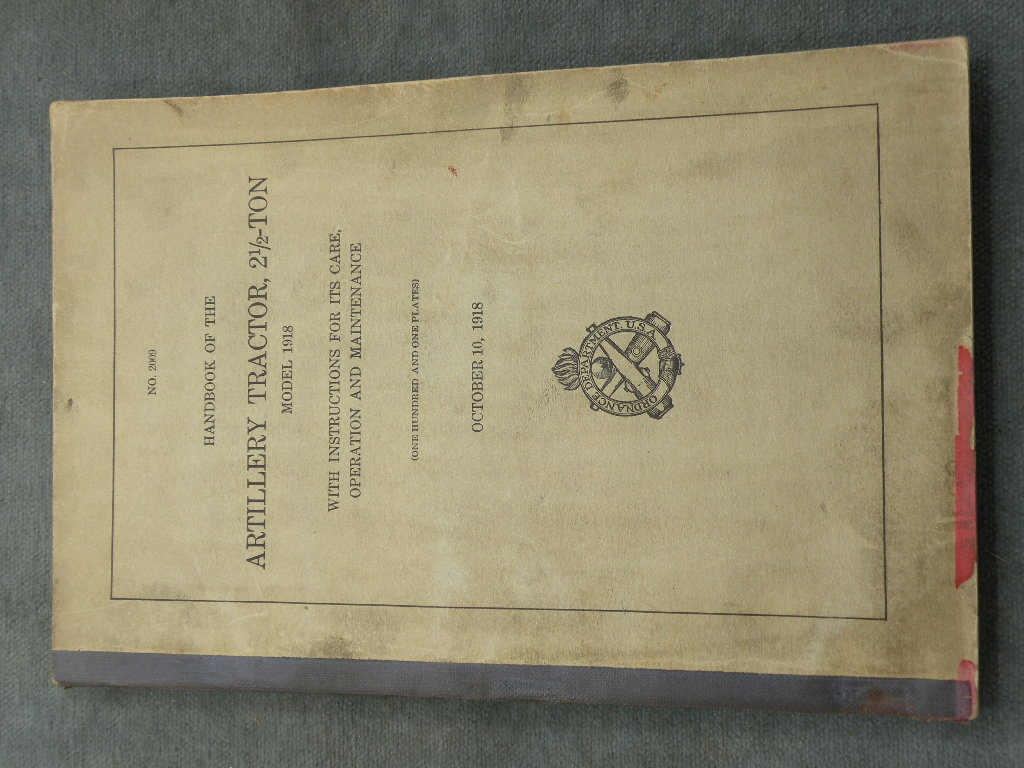 NO. 2009
HANDBOOK OF THE
ARTILLERY TRACTOR, 2½-TON
MODEL 1918
WITH INSTRUCTIONS FOR ITS CARE,
OPERATION AND MAINTENANCE
(ONE HUNDRED AND ONE PLATES)
OCTOBER 10, 1918
ORDNANCE DEPARTMENT. U.S.A.